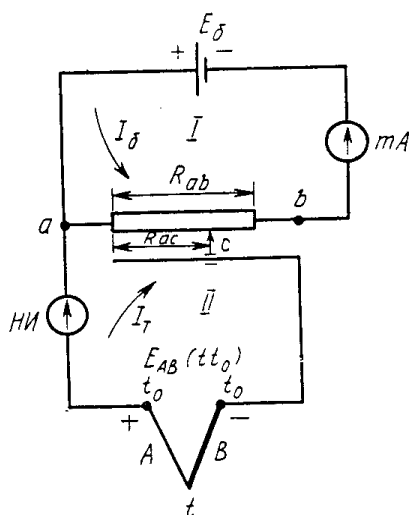 E_б
+ −
I_б
I
mA
R_ab
a
b
R_ac
c
НИ
I_т
II
E_AB (tt_0)
t_0 t_0
+ −
A B
t